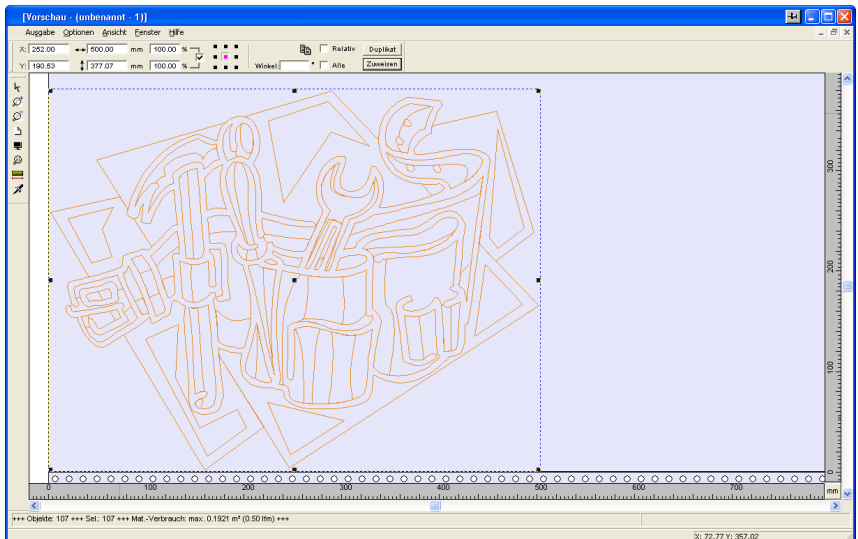 [Vorschau - (unbenannt - 1)]
Ausgabe Optionen Ansicht Fenster Hilfe
X: 252.00 500.00 mm 100.00 % Relativ Duplikat
Y: 190.53 377.07 mm 100.00 % Winkel: ° Alle Zuweisen
300
200
100
0 100 200 300 400 500 600 700 mm
+++ Objekte: 107 +++ Sel.: 107 +++ Mat.-Verbrauch: max. 0.1921 m² (0.50 lfm) +++
X: 72.77 Y: 357.02